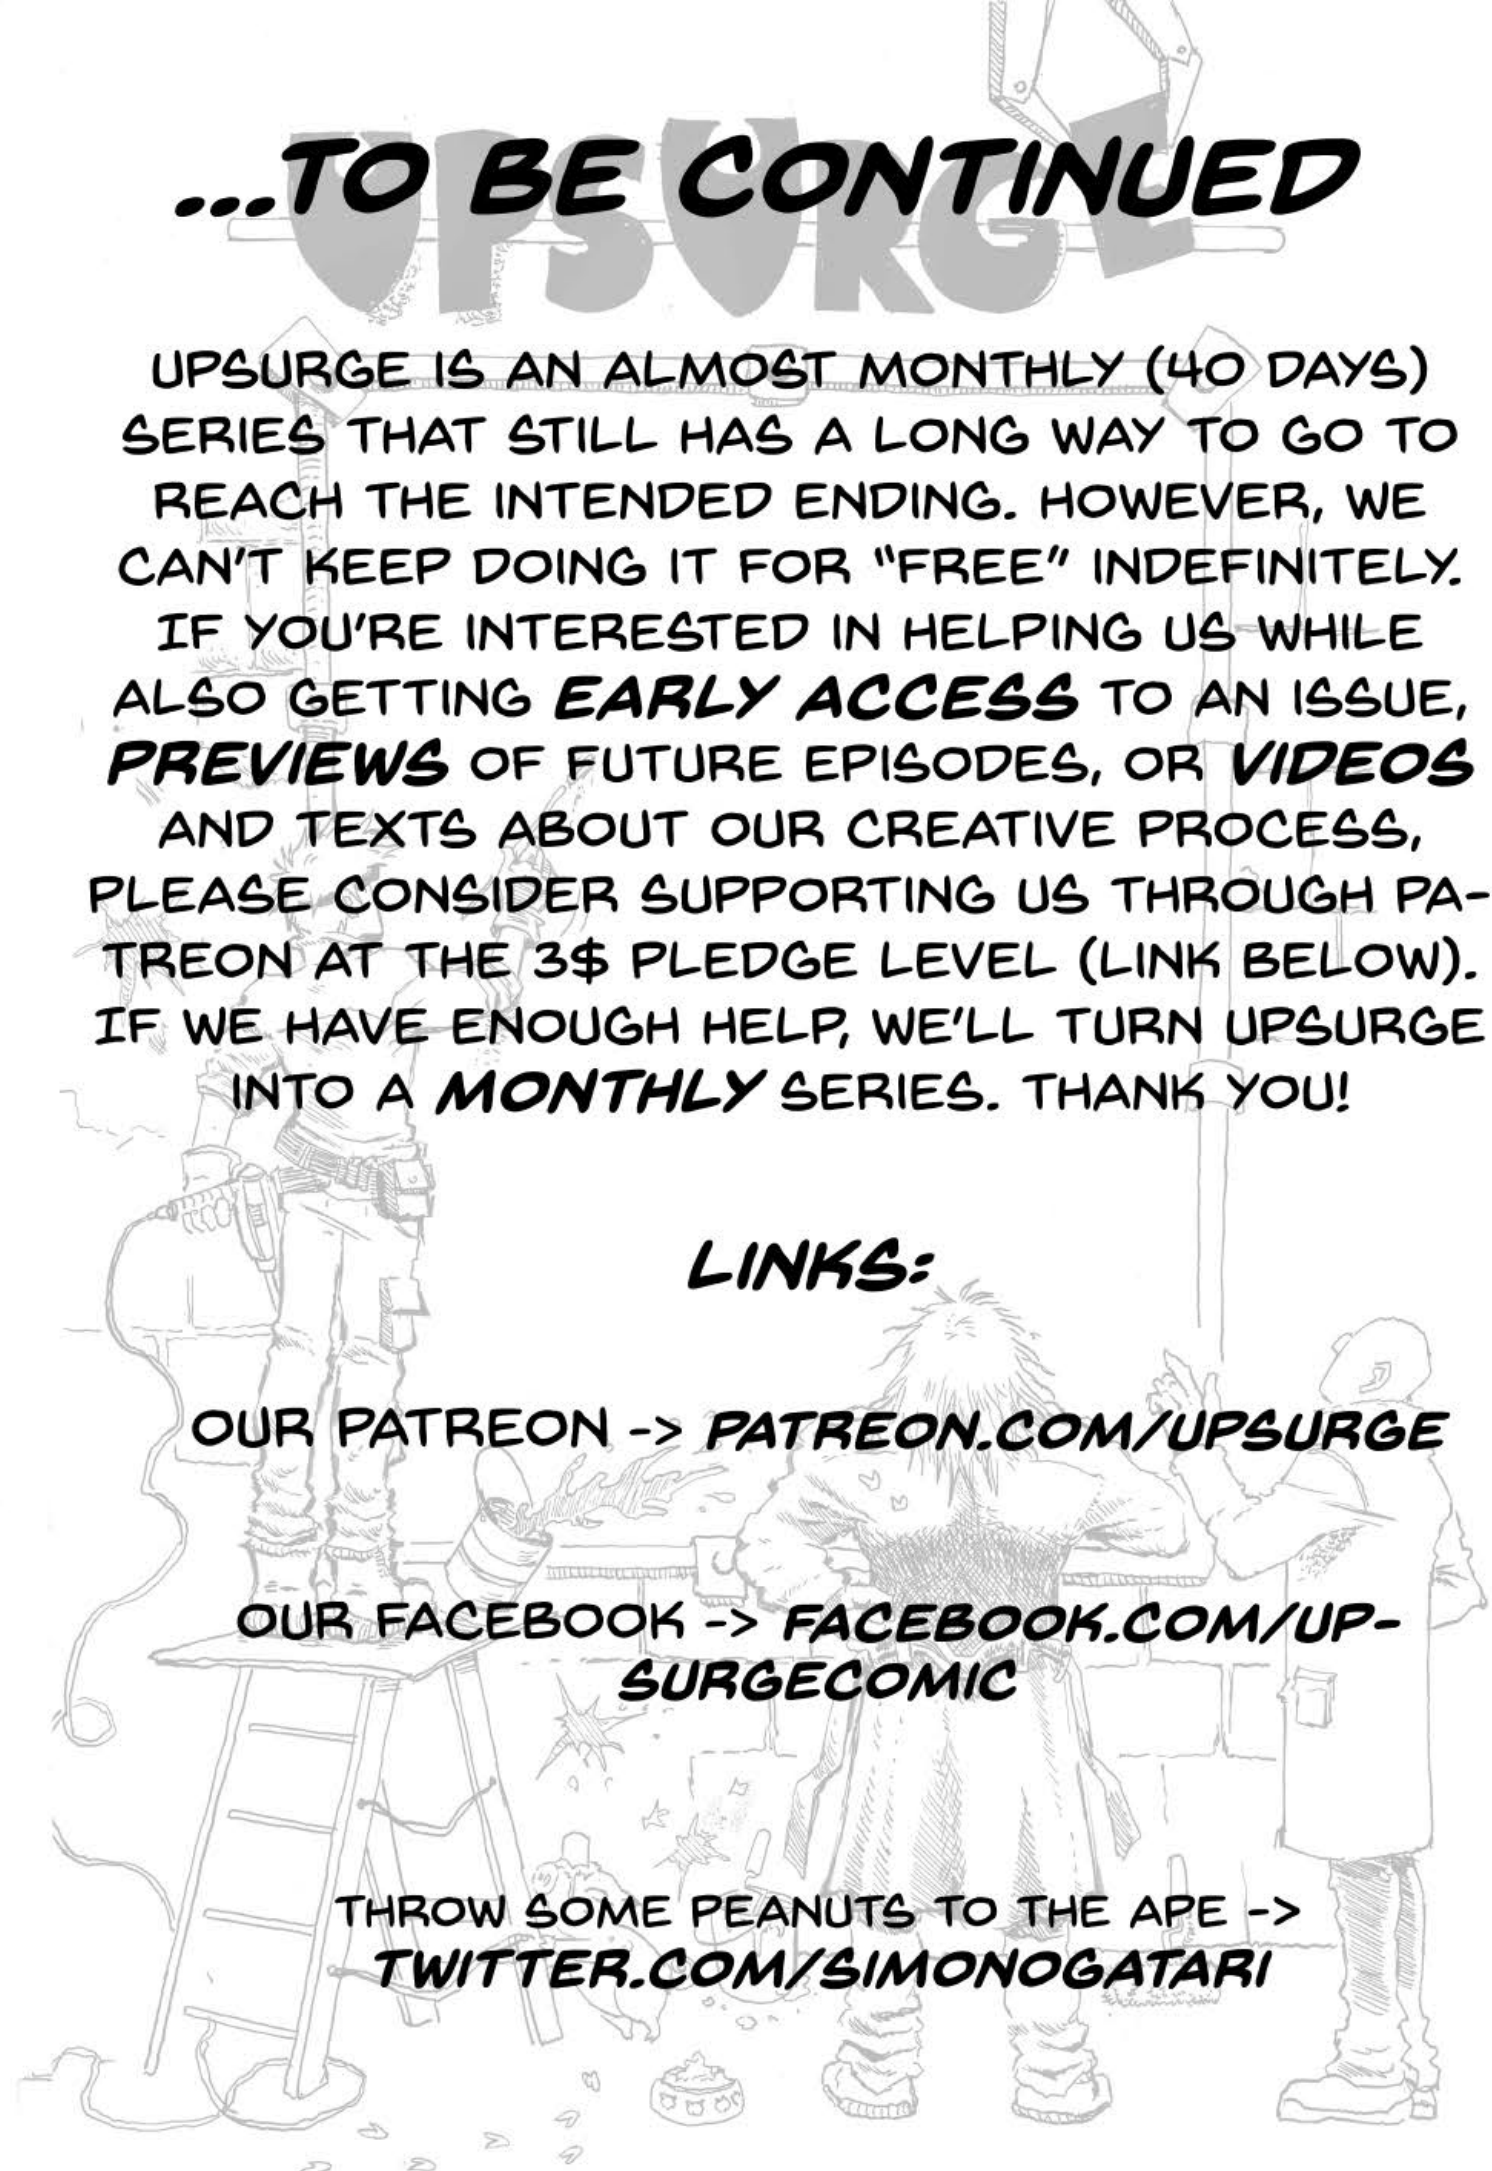 ...TO BE CONTINUED
UPSURGE
UPSURGE IS AN ALMOST MONTHLY (40 DAYS)
SERIES THAT STILL HAS A LONG WAY TO GO TO
REACH THE INTENDED ENDING. HOWEVER, WE
CAN'T KEEP DOING IT FOR "FREE" INDEFINITELY.
IF YOU'RE INTERESTED IN HELPING US WHILE
ALSO GETTING EARLY ACCESS TO AN ISSUE,
PREVIEWS OF FUTURE EPISODES, OR VIDEOS
AND TEXTS ABOUT OUR CREATIVE PROCESS,
PLEASE CONSIDER SUPPORTING US THROUGH PA-
TREON AT THE 3$ PLEDGE LEVEL (LINK BELOW).
IF WE HAVE ENOUGH HELP, WE'LL TURN UPSURGE
INTO A MONTHLY SERIES. THANK YOU!
LINKS:
OUR PATREON -> PATREON.COM/UPSURGE
OUR FACEBOOK -> FACEBOOK.COM/UP-
SURGECOMIC
THROW SOME PEANUTS TO THE APE ->
TWITTER.COM/SIMONOGATARI